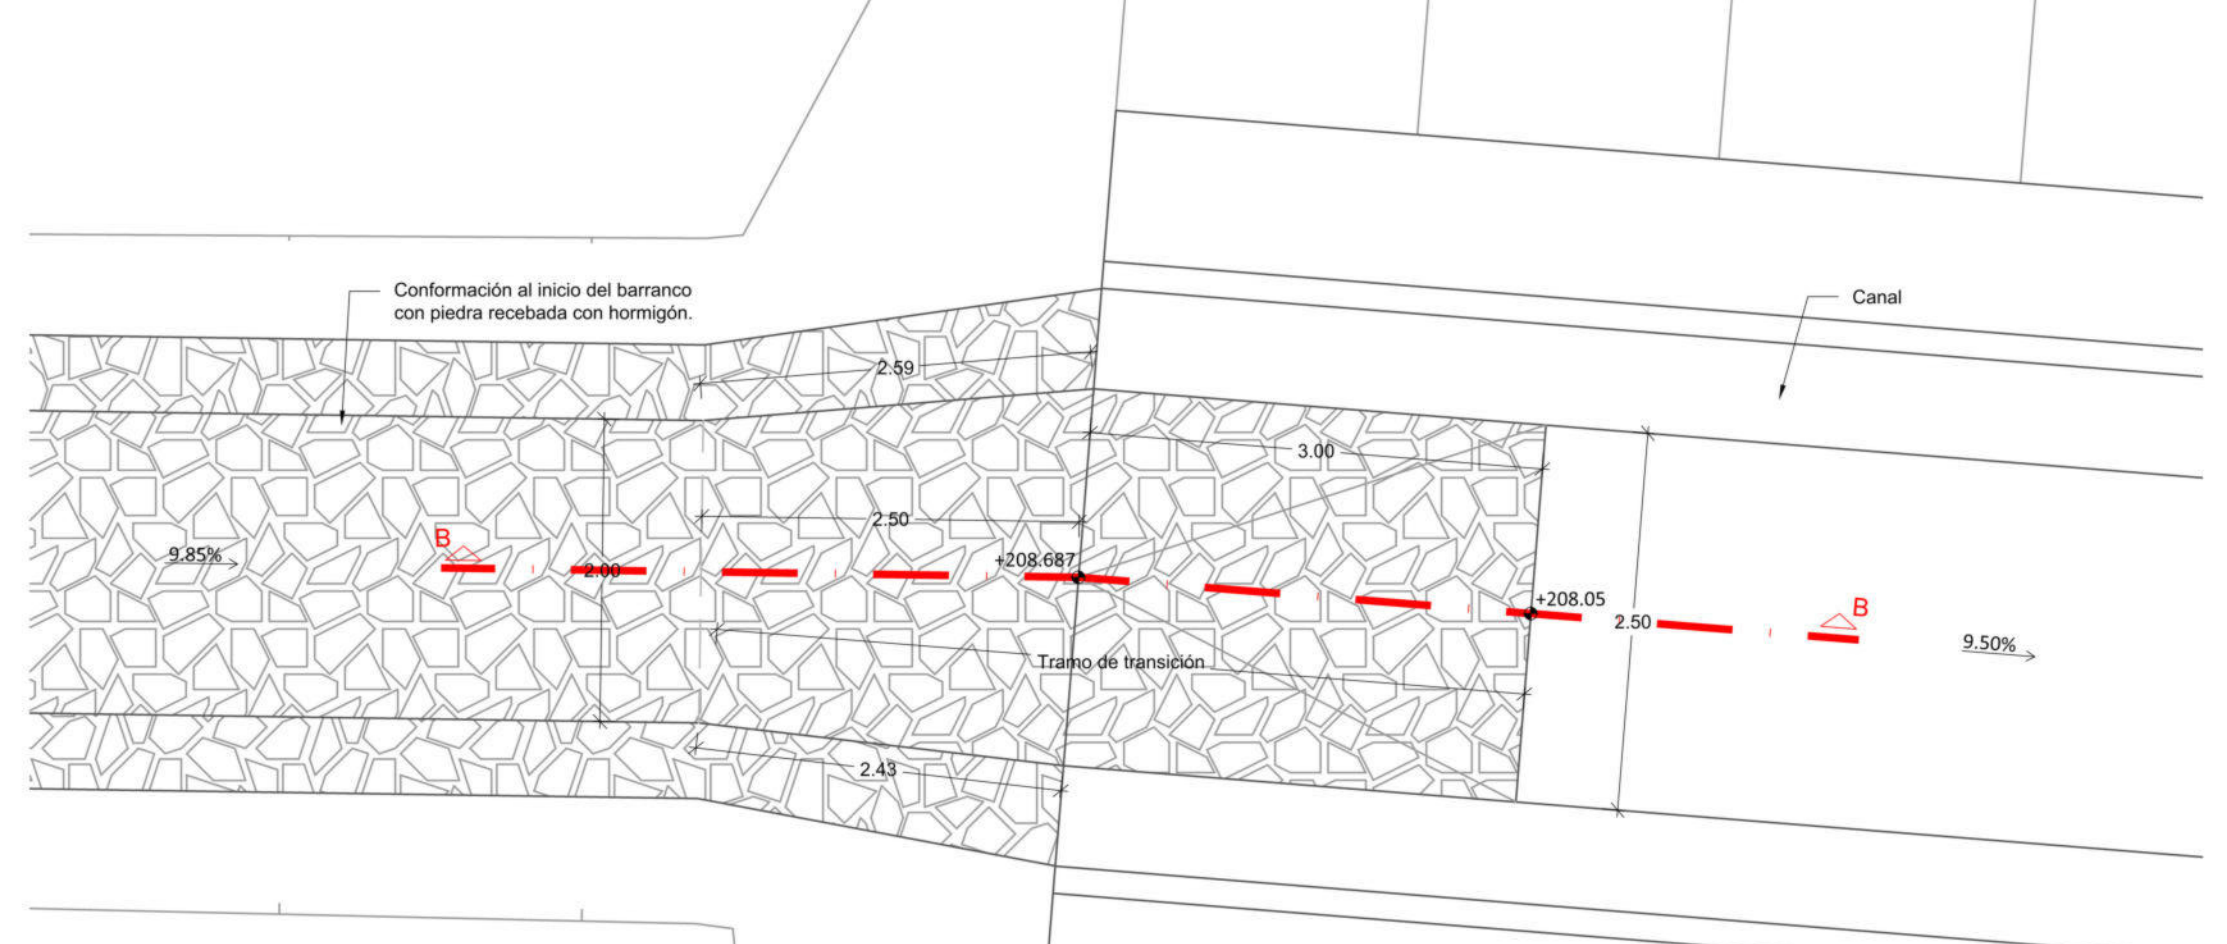 Conformación al inicio del barranco
con piedra recebada con hormigón.
Canal
2.59
3.00
2.50
B
9.85%
2.00
+208.687
+208.05
B
2.50
9.50%
Tramo de transición
2.43